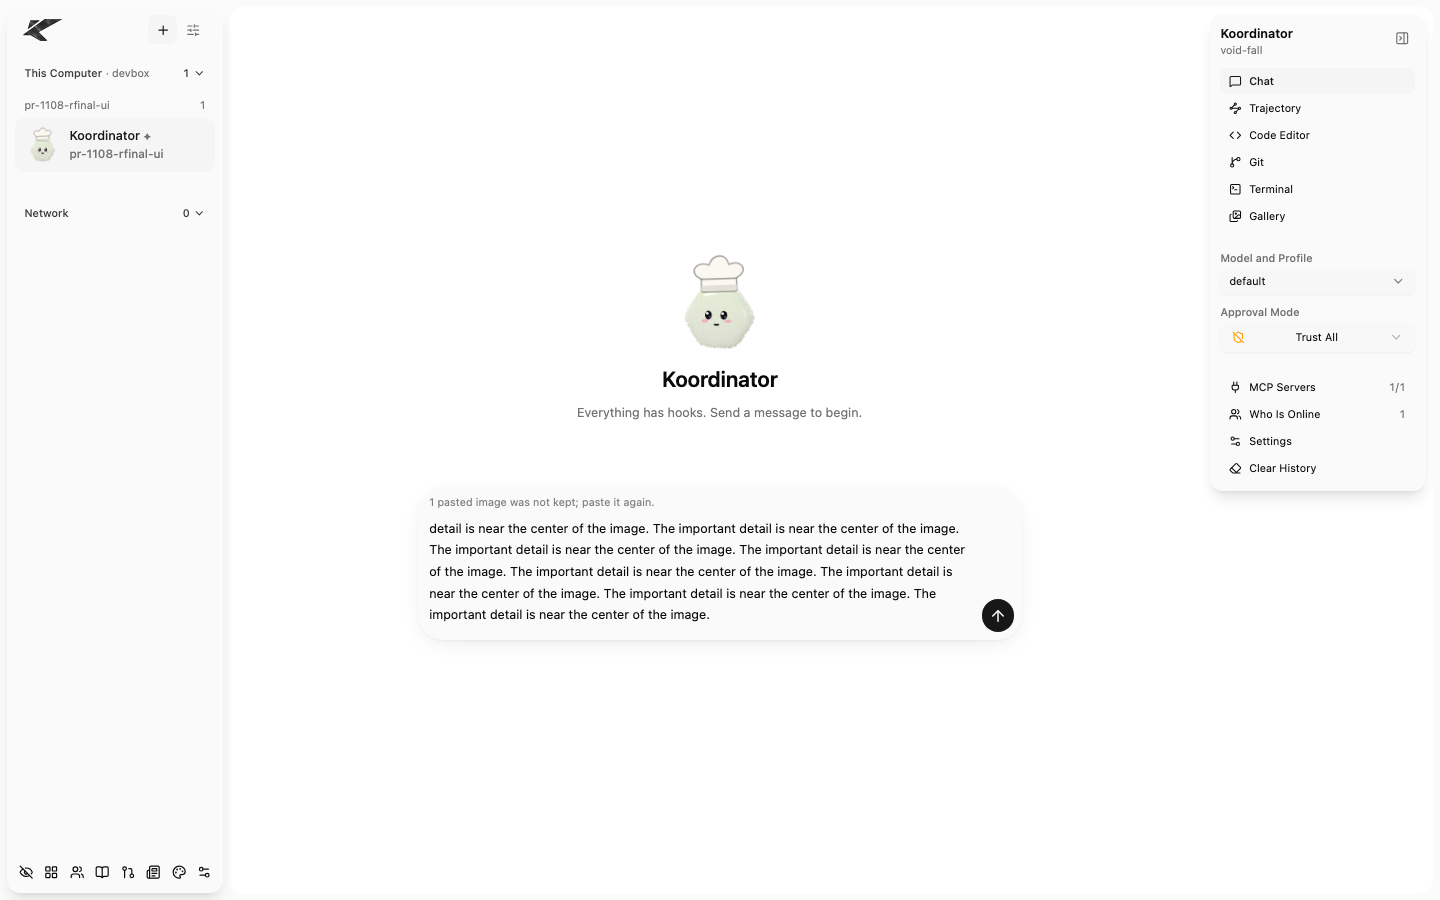 This Computer · devbox 1
pr-1108-rfinal-ui 1
Koordinator
pr-1108-rfinal-ui
Network 0
Koordinator
Everything has hooks. Send a message to begin.
1 pasted image was not kept; paste it again.
detail is near the center of the image. The important detail is near the center of the image.
The important detail is near the center of the image. The important detail is near the center
of the image. The important detail is near the center of the image. The important detail is
near the center of the image. The important detail is near the center of the image. The
important detail is near the center of the image.
Koordinator
void-fall
Chat
Trajectory
Code Editor
Git
Terminal
Gallery
Model and Profile
default
Approval Mode
Trust All
MCP Servers 1/1
Who Is Online 1
Settings
Clear History